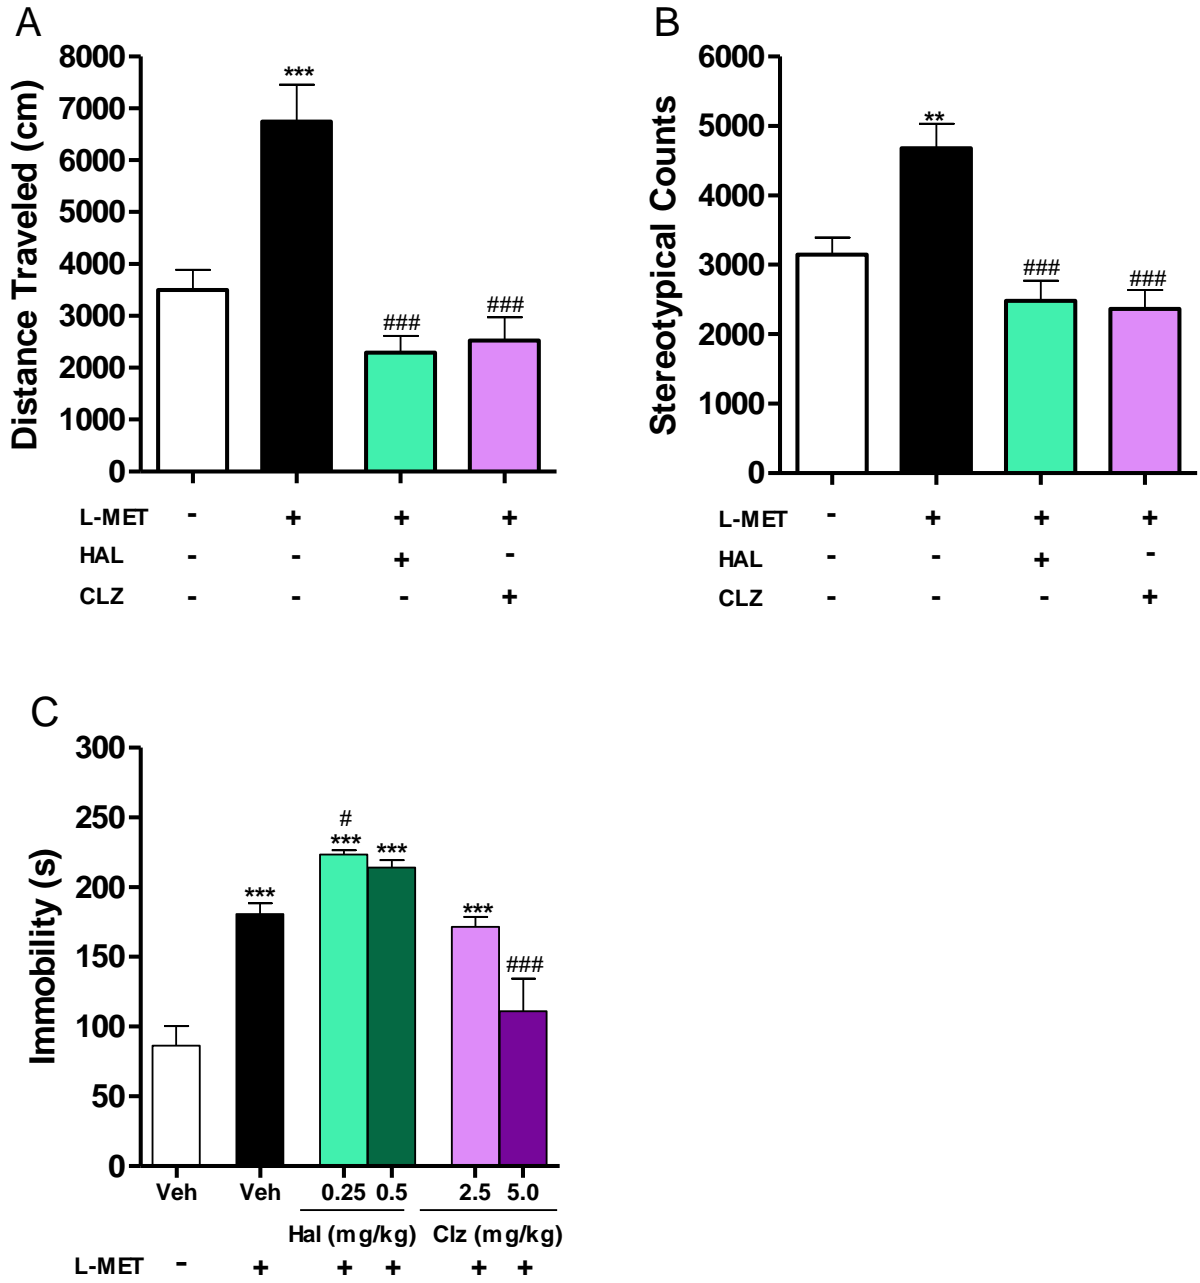 A
Distance Traveled (cm)
8000
7000
6000
5000
4000
3000
2000
1000
0
***
###
###
L-MET - + + +
HAL - - + -
CLZ - - - +
B
Stereotypical Counts
6000
5000
4000
3000
2000
1000
0
**
###
###
L-MET - + + +
HAL - - + -
CLZ - - - +
C
Immobility (s)
300
250
200
150
100
50
0
***
#
***
***
***
###
Veh Veh 0.25 0.5 2.5 5.0
Hal (mg/kg) Clz (mg/kg)
L-MET - + + + + +